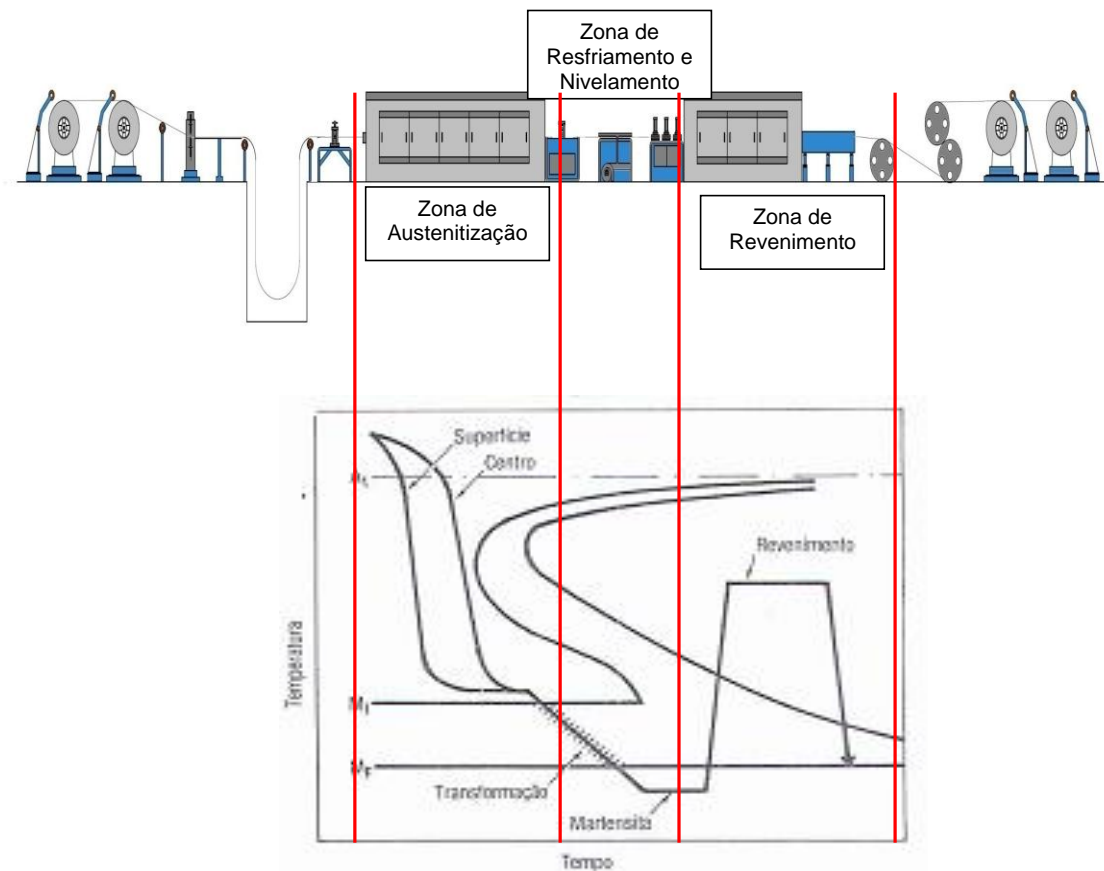 Zona de
Resfriamento e
Nivelamento
Zona de
Austenitização
Zona de
Revenimento
Superfície
Centro
Revenimento
Temperatura
Transformação
Martensita
Tempo